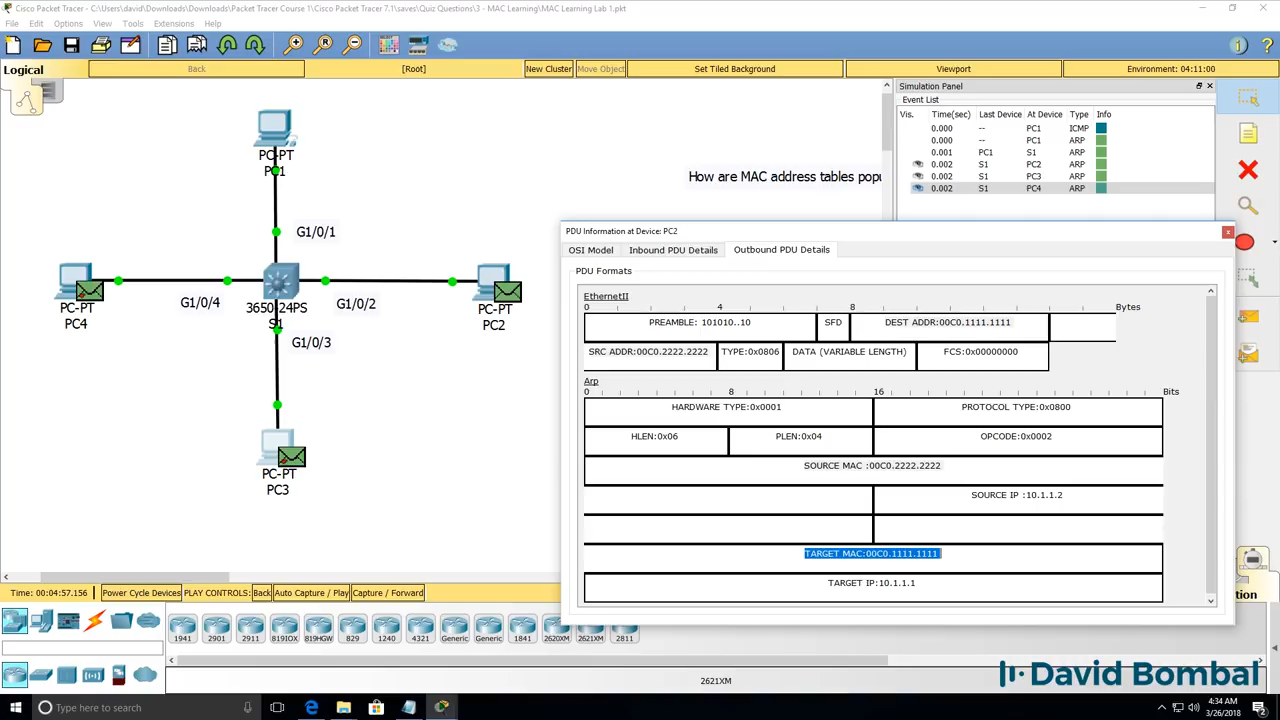 Cisco Packet Tracer - C:\Users\david\Downloads\Downloads\Packet Tracer Course 1\Cisco Packet Tracer 7.1\saves\Quiz Questions\3 - MAC Learning\MAC Learning Lab 1.pkt
File Edit Options View Tools Extensions Help
Logical Back [Root] New Cluster Move Object Set Tiled Background Viewport Environment: 04:11:00
Simulation Panel
Event List
Vis. Time(sec) Last Device At Device Type Info
0.000 -- PC1 ICMP
0.000 -- PC1 ARP
0.001 PC1 S1 ARP
0.002 S1 PC2 ARP
0.002 S1 PC3 ARP
0.002 S1 PC4 ARP
How are MAC address tables popu
PC-PT
PC1
G1/0/1
G1/0/4
3650-24PS
S1
G1/0/2
G1/0/3
PC-PT
PC4
PC-PT
PC2
PC-PT
PC3
PDU Information at Device: PC2
OSI Model Inbound PDU Details Outbound PDU Details
PDU Formats
EthernetII
0 4 8 Bytes
PREAMBLE: 101010..10 SFD DEST ADDR:00C0.1111.1111
SRC ADDR:00C0.2222.2222 TYPE:0x0806 DATA (VARIABLE LENGTH) FCS:0x00000000
Arp
0 8 16 Bits
HARDWARE TYPE:0x0001 PROTOCOL TYPE:0x0800
HLEN:0x06 PLEN:0x04 OPCODE:0x0002
SOURCE MAC :00C0.2222.2222
SOURCE IP :10.1.1.2
TARGET MAC:00C0.1111.1111
TARGET IP:10.1.1.1
Time: 00:04:57.156 Power Cycle Devices PLAY CONTROLS: Back Auto Capture / Play Capture / Forward
tion
1941 2901 2911 819IOX 819HGW 829 1240 4321 Generic Generic 1841 2620XM 2621XM 2811
2621XM
David Bombal
Type here to search
4:34 AM
3/26/2018
2